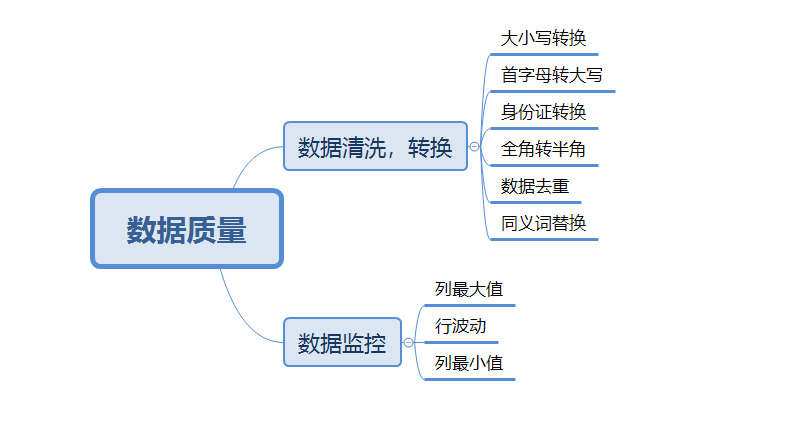 数据质量
数据清洗，转换
大小写转换
首字母转大写
身份证转换
全角转半角
数据去重
同义词替换
数据监控
列最大值
行波动
列最小值